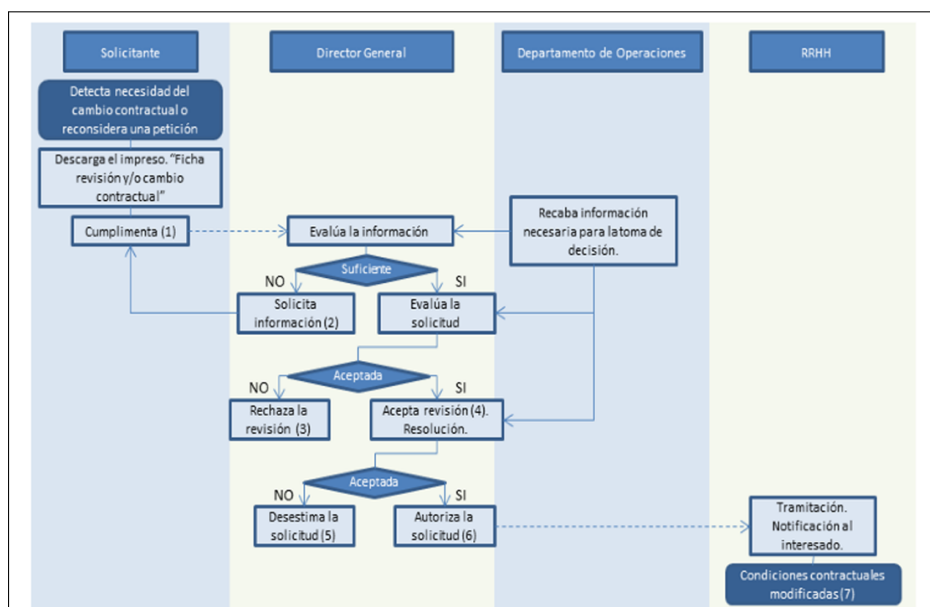 Solicitante
Director General
Departamento de Operaciones
RRHH
Detecta necesidad del
cambio contractual o
reconsidera una petición
Descarga el impreso. "Ficha
revisión y/o cambio
contractual"
Cumplimenta (1)
Evalúa la información
Recaba información
necesaria para la toma de
decisión.
Suficiente
NO
SI
Solicita
información (2)
Evalúa la
solicitud
Aceptada
NO
SI
Rechaza la
revisión (3)
Acepta revisión (4).
Resolución.
Aceptada
NO
SI
Desestima la
solicitud (5)
Autoriza la
solicitud (6)
Tramitación.
Notificación al
interesado.
Condiciones contractuales
modificadas (7)